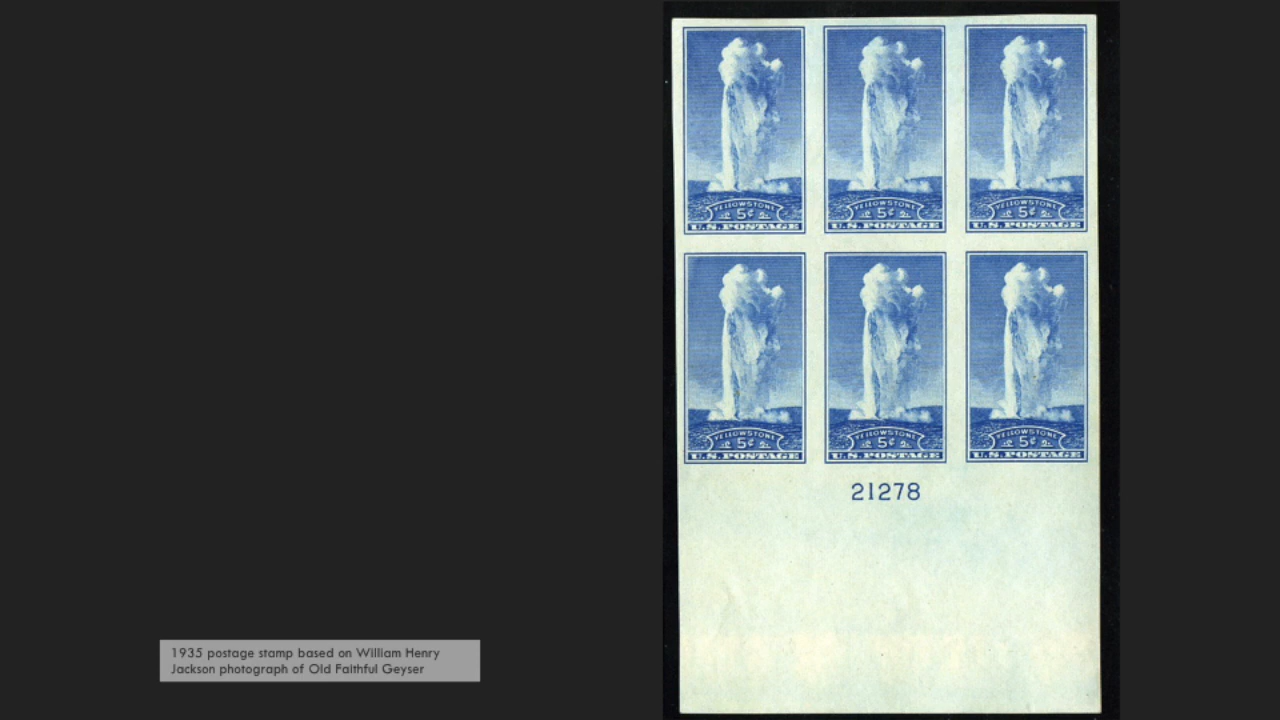 YELLOWSTONE YELLOWSTONE YELLOWSTONE
5¢ 5¢ 5¢
U.S.POSTAGE U.S.POSTAGE U.S.POSTAGE
YELLOWSTONE YELLOWSTONE YELLOWSTONE
5¢ 5¢ 5¢
U.S.POSTAGE U.S.POSTAGE U.S.POSTAGE
21278
1935 postage stamp based on William Henry
Jackson photograph of Old Faithful Geyser